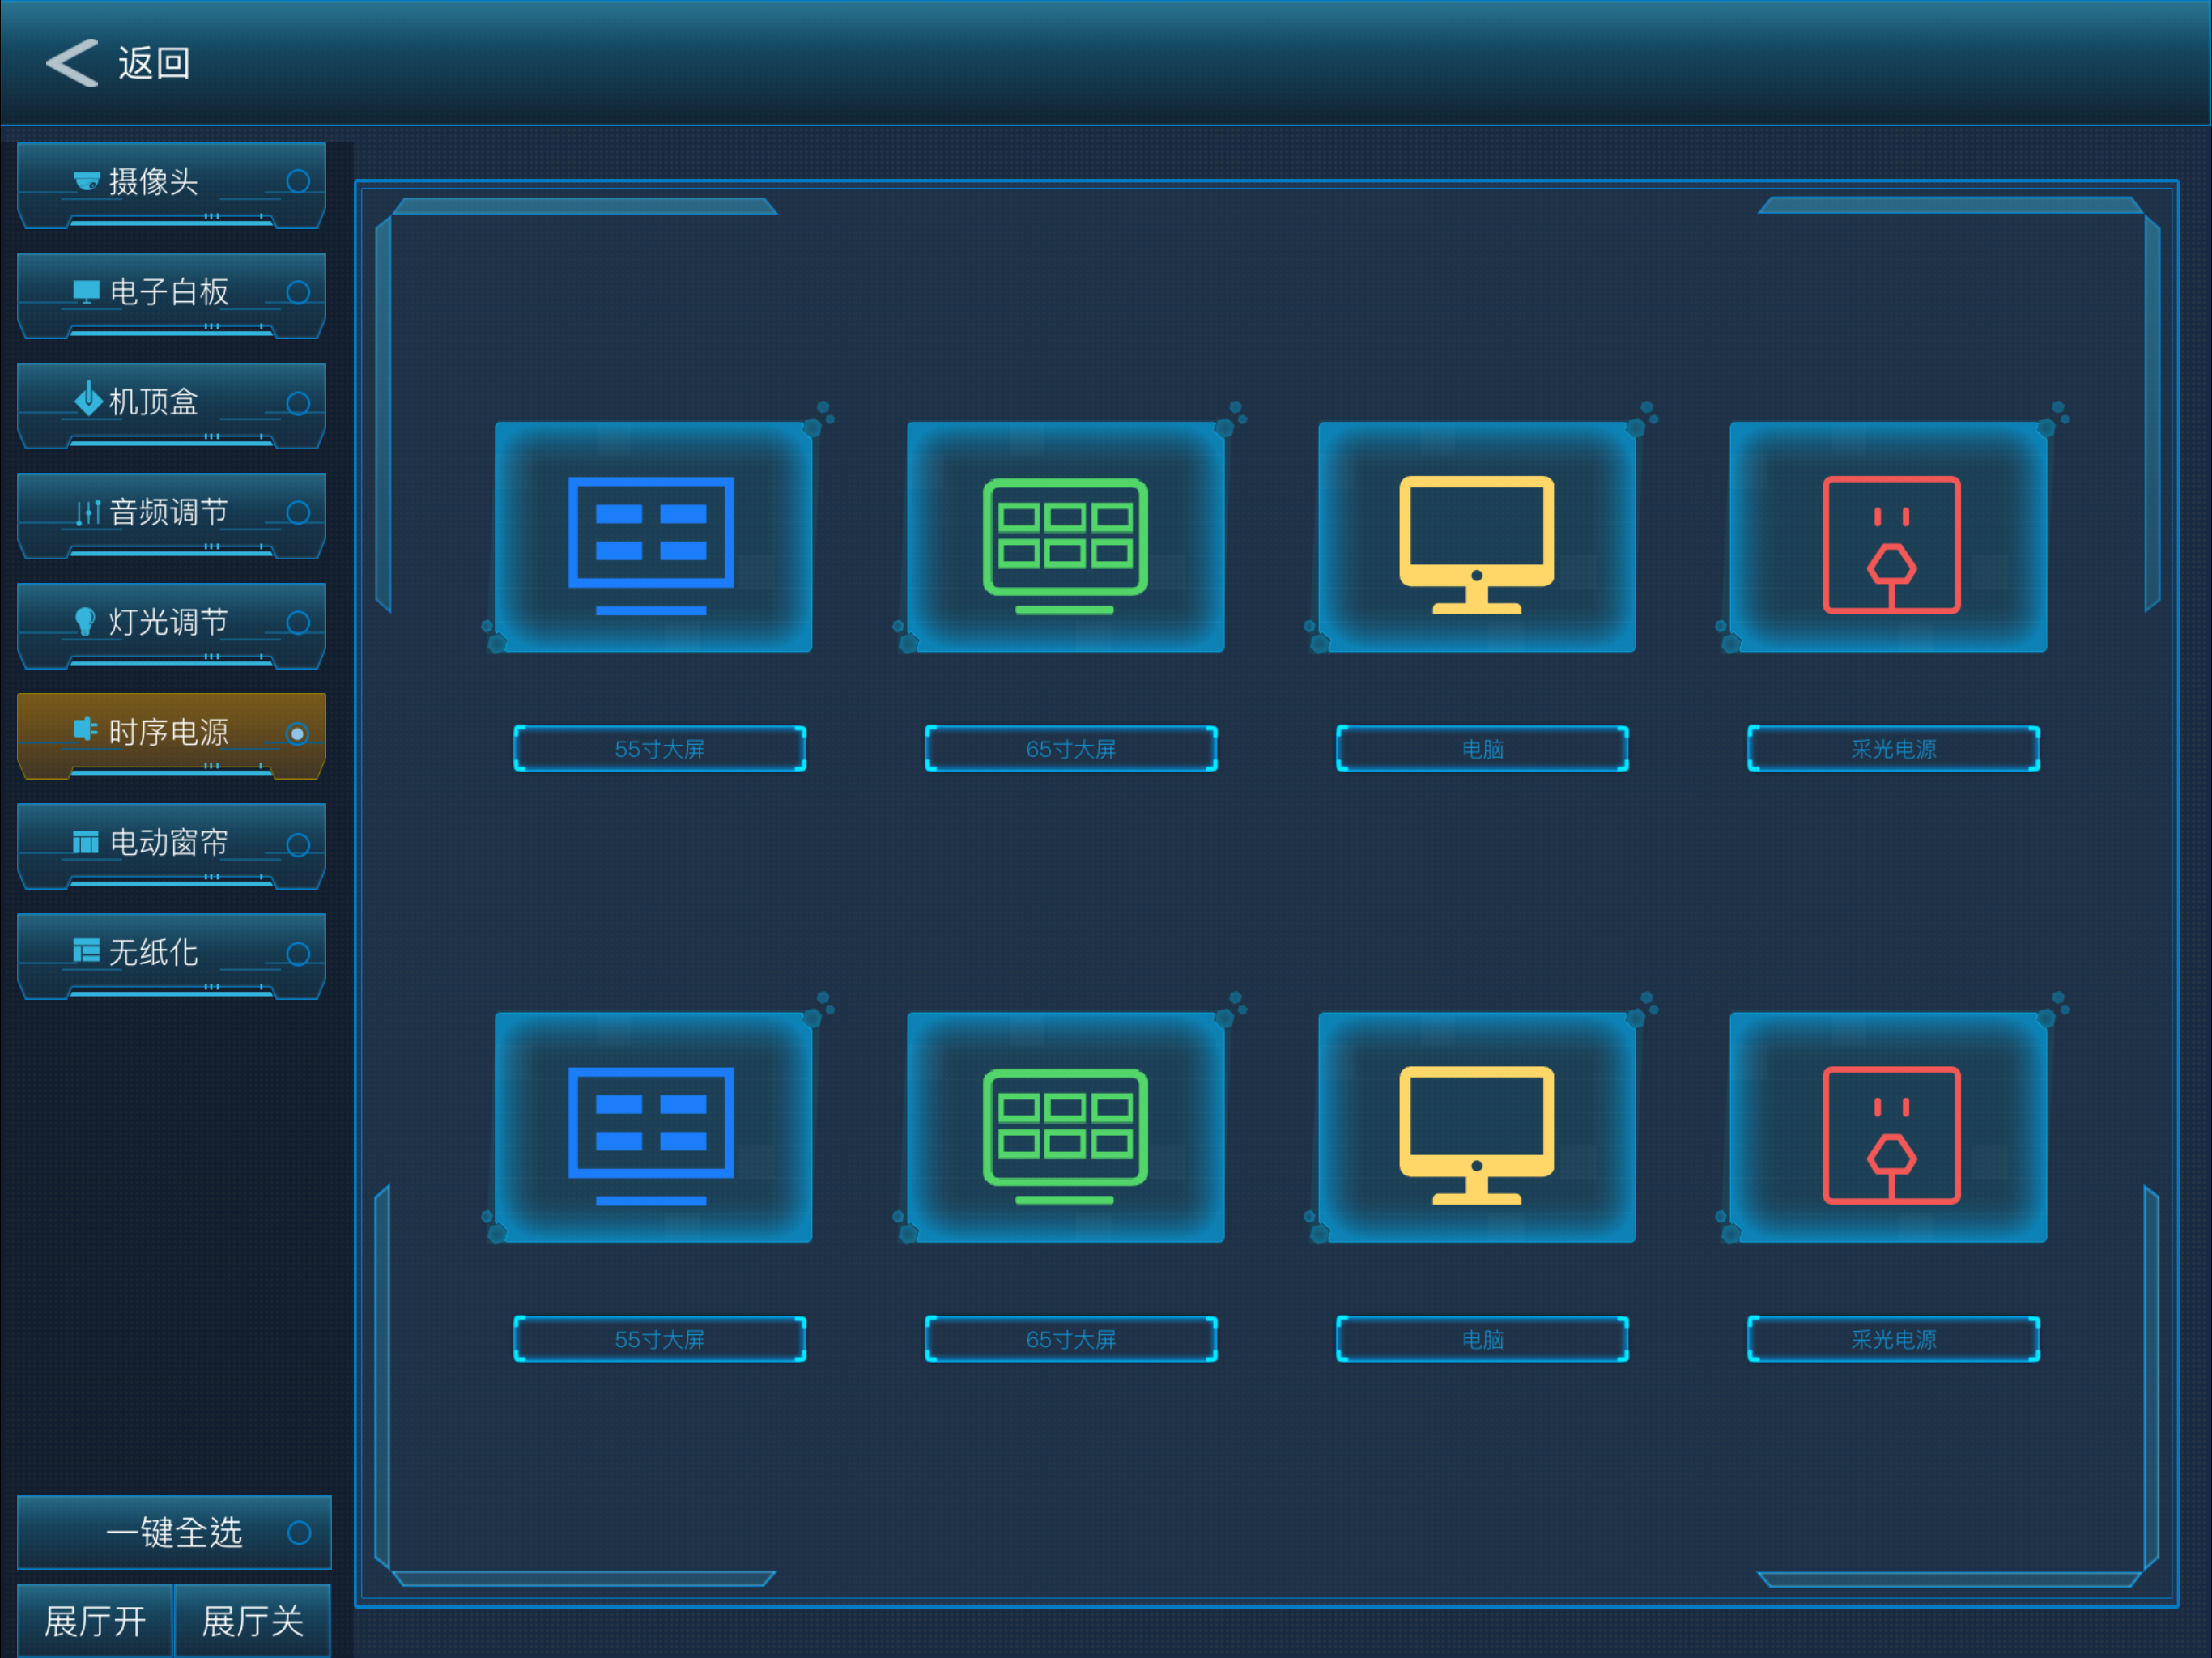 返回
摄像头
电子白板
机顶盒
音频调节
灯光调节
时序电源
电动窗帘
无纸化
一键全选
展厅开 展厅关
55寸大屏 65寸大屏 电脑 采光电源
55寸大屏 65寸大屏 电脑 采光电源